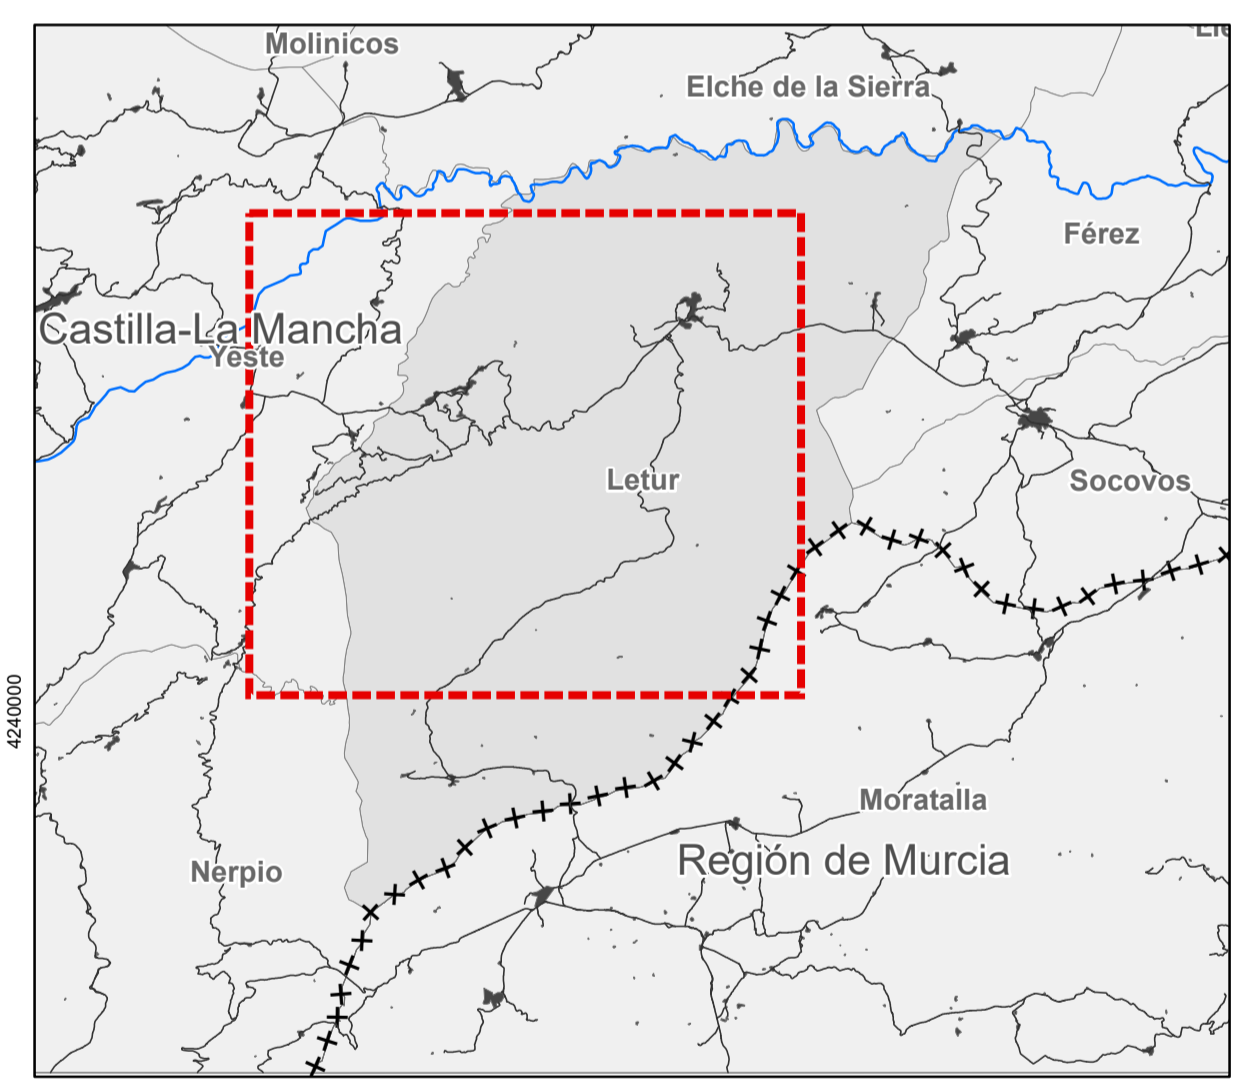 Molinicos
Elche de la Sierra
Férez
Castilla-La Mancha
Yeste
Letur
Socovos
4240000
Moratalla
Región de Murcia
Nerpio